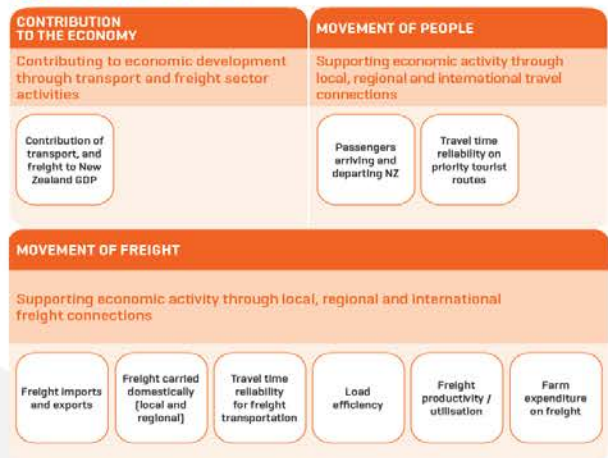 CONTRIBUTION
TO THE ECONOMY
Contributing to economic development
through transport and freight sector
activities
Contribution of
transport, and
freight to New
Zealand GDP
MOVEMENT OF PEOPLE
Supporting economic activity through
local, regional and international travel
connections
Passengers
arriving and
departing NZ
Travel time
reliability on
priority tourist
routes
MOVEMENT OF FREIGHT
Supporting economic activity through local, regional and international
freight connections
Freight imports
and exports
Freight carried
domestically
(local and
regional)
Travel time
reliability
for freight
transportation
Load
efficiency
Freight
productivity /
utilisation
Farm
expenditure
on freight